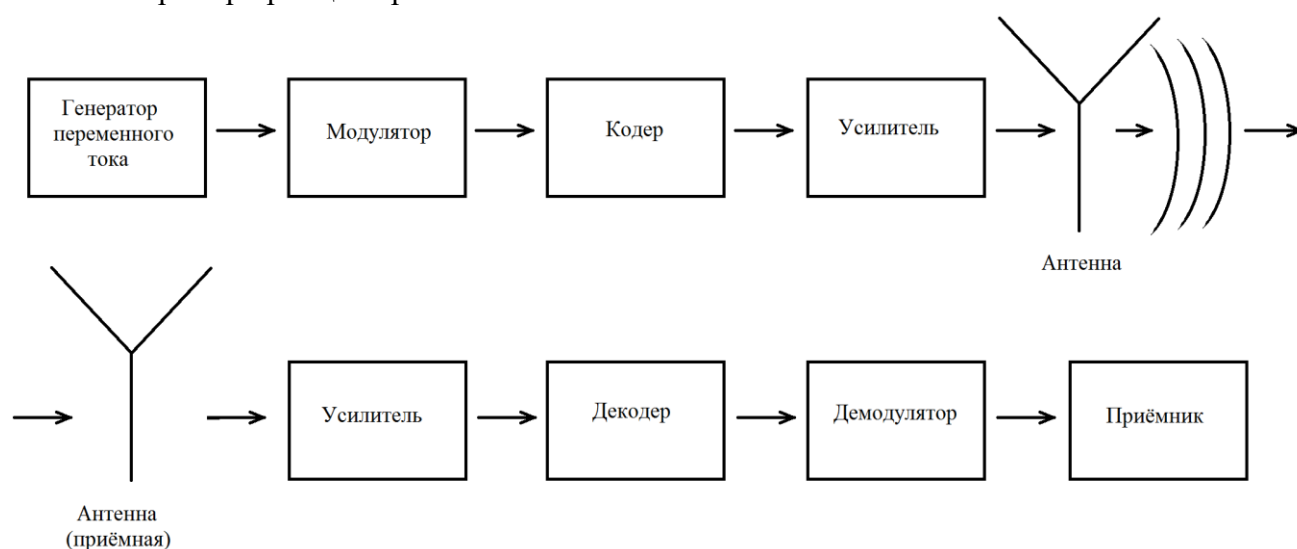 Генератор
переменного
тока
Модулятор
Кодер
Усилитель
Антенна
Усилитель
Декодер
Демодулятор
Приёмник
Антенна
(приёмная)